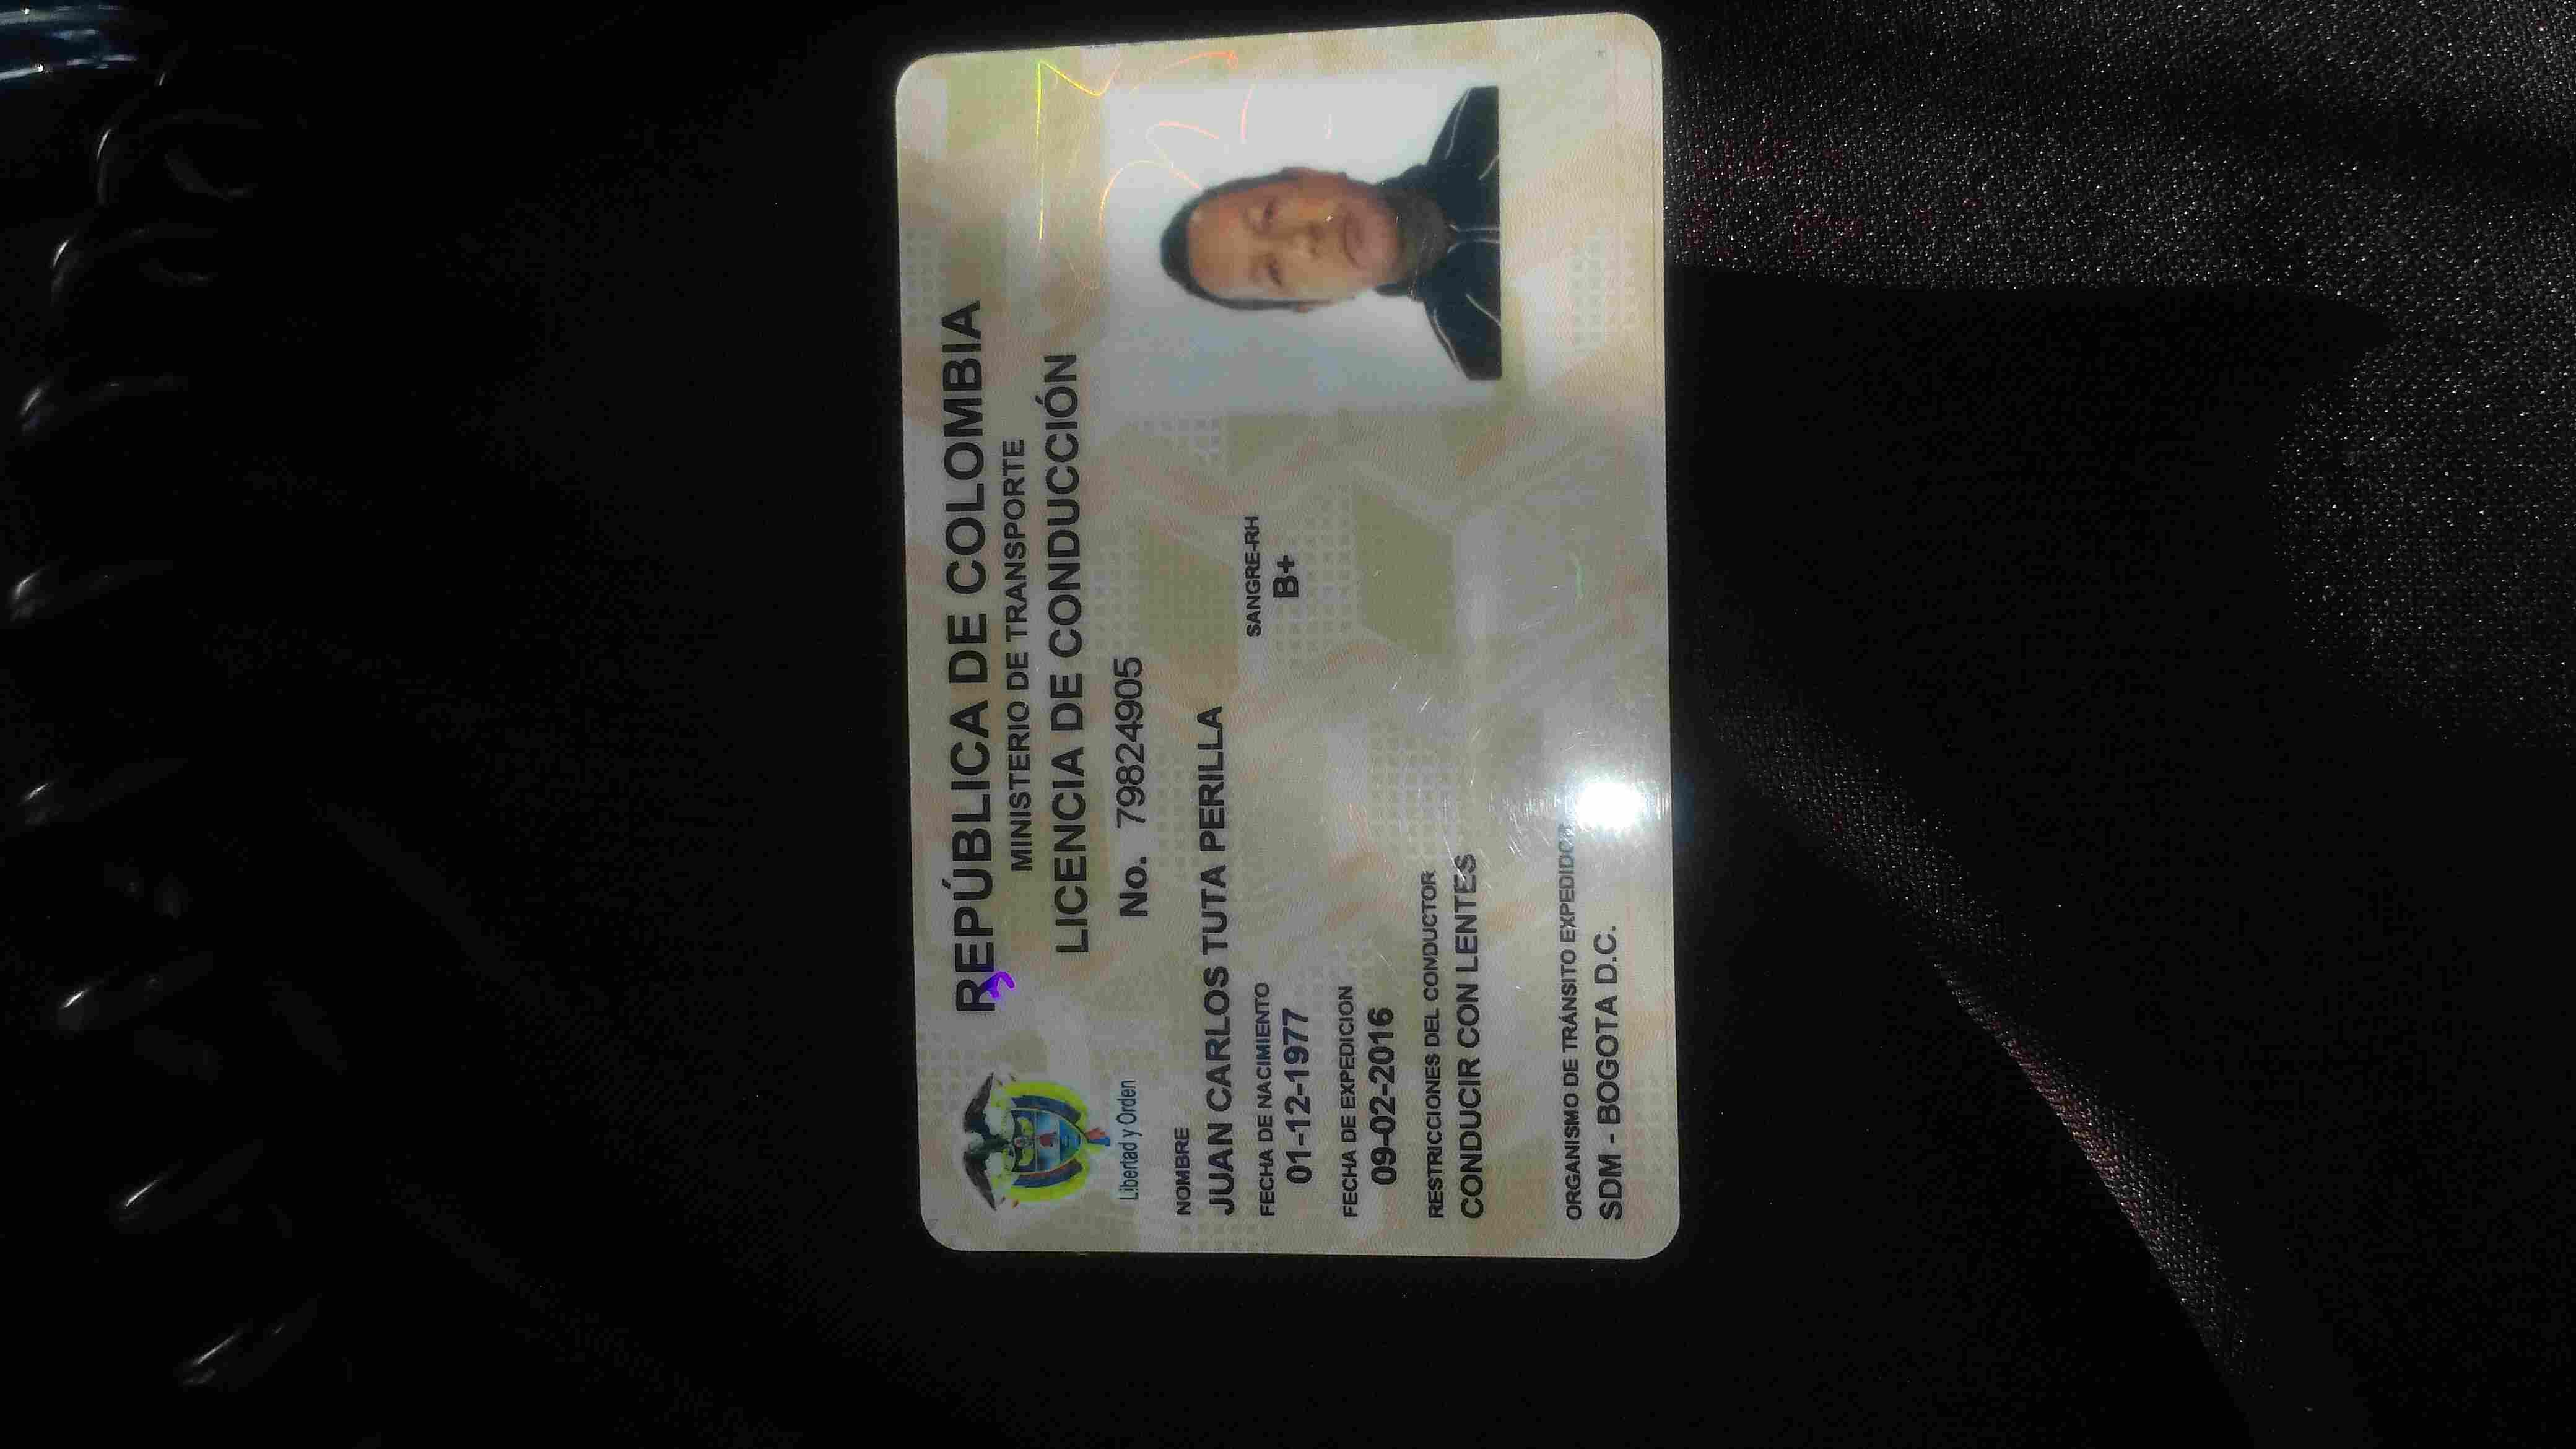 REPÚBLICA DE COLOMBIA
MINISTERIO DE TRANSPORTE
LICENCIA DE CONDUCCIÓN
No. 79824905
Libertad y Orden
NOMBRE
JUAN CARLOS TUTA PERILLA
FECHA DE NACIMIENTO
01-12-1977
SANGRE-RH
B+
FECHA DE EXPEDICION
09-02-2016
RESTRICCIONES DEL CONDUCTOR
CONDUCIR CON LENTES
ORGANISMO DE TRÁNSITO EXPEDIDOR
SDM - BOGOTA D.C.